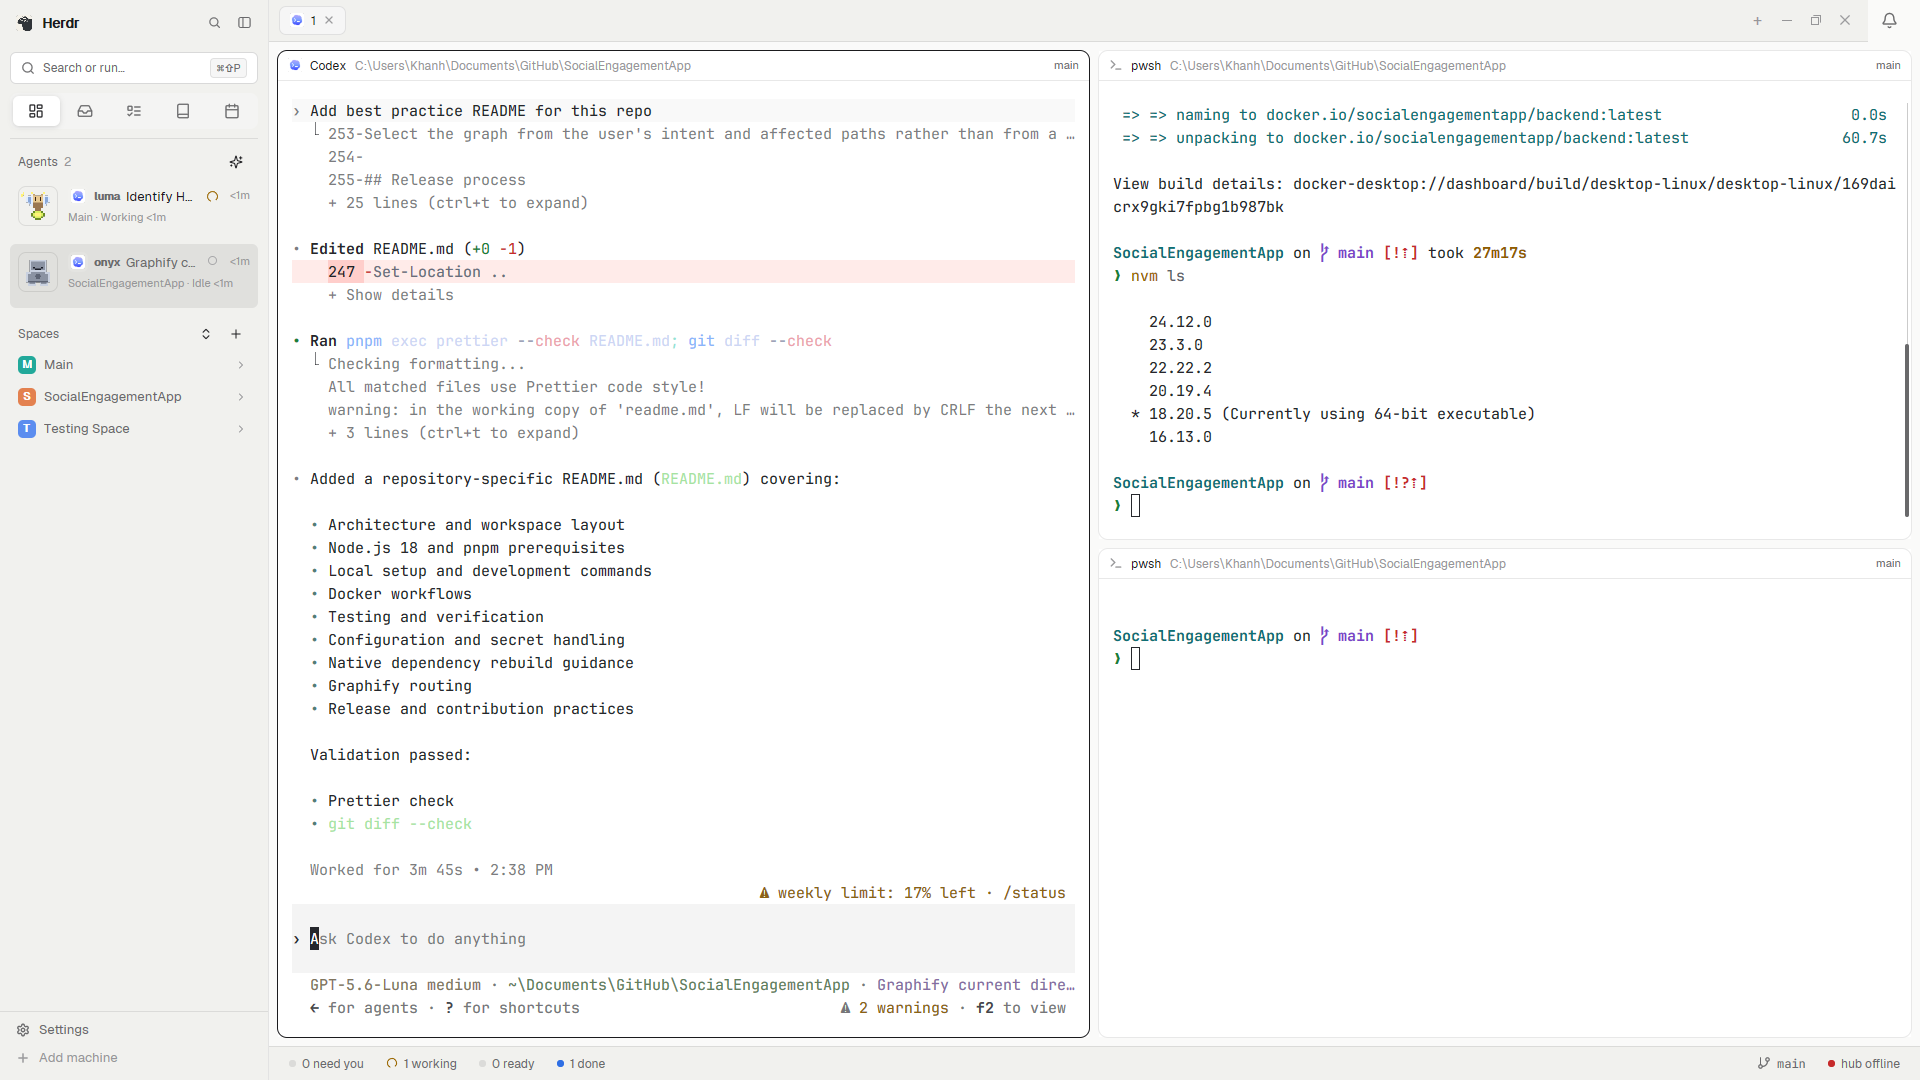 Herdr
Search or run...
⌘⇧P
Agents 2
luma Identify H... <1m
Main · Working <1m
onyx Graphify c... <1m
SocialEngagementApp · Idle <1m
Spaces
M Main
S SocialEngagementApp
T Testing Space
Settings
+ Add machine
1
Codex C:\Users\Khanh\Documents\GitHub\SocialEngagementApp main
› Add best practice README for this repo
└ 253-Select the graph from the user's intent and affected paths rather than from a …
254-
255-## Release process
+ 25 lines (ctrl+t to expand)
• Edited README.md (+0 -1)
247 -Set-Location ..
+ Show details
• Ran pnpm exec prettier --check README.md; git diff --check
└ Checking formatting...
All matched files use Prettier code style!
warning: in the working copy of 'readme.md', LF will be replaced by CRLF the next …
+ 3 lines (ctrl+t to expand)
• Added a repository-specific README.md (README.md) covering:
• Architecture and workspace layout
• Node.js 18 and pnpm prerequisites
• Local setup and development commands
• Docker workflows
• Testing and verification
• Configuration and secret handling
• Native dependency rebuild guidance
• Graphify routing
• Release and contribution practices
Validation passed:
• Prettier check
• git diff --check
Worked for 3m 45s • 2:38 PM
⚠ weekly limit: 17% left · /status
› Ask Codex to do anything
GPT-5.6-Luna medium · ~\Documents\GitHub\SocialEngagementApp · Graphify current dire…
← for agents · ? for shortcuts ⚠ 2 warnings · f2 to view
pwsh C:\Users\Khanh\Documents\GitHub\SocialEngagementApp main
=> => naming to docker.io/socialengagementapp/backend:latest 0.0s
=> => unpacking to docker.io/socialengagementapp/backend:latest 60.7s
View build details: docker-desktop://dashboard/build/desktop-linux/desktop-linux/169dai
crx9gki7fpbg1b987bk
SocialEngagementApp on main [!⇡] took 27m17s
❯ nvm ls
24.12.0
23.3.0
22.22.2
20.19.4
* 18.20.5 (Currently using 64-bit executable)
16.13.0
SocialEngagementApp on main [!?⇡]
❯
pwsh C:\Users\Khanh\Documents\GitHub\SocialEngagementApp main
SocialEngagementApp on main [!⇡]
❯
0 need you 1 working 0 ready 1 done
main hub offline